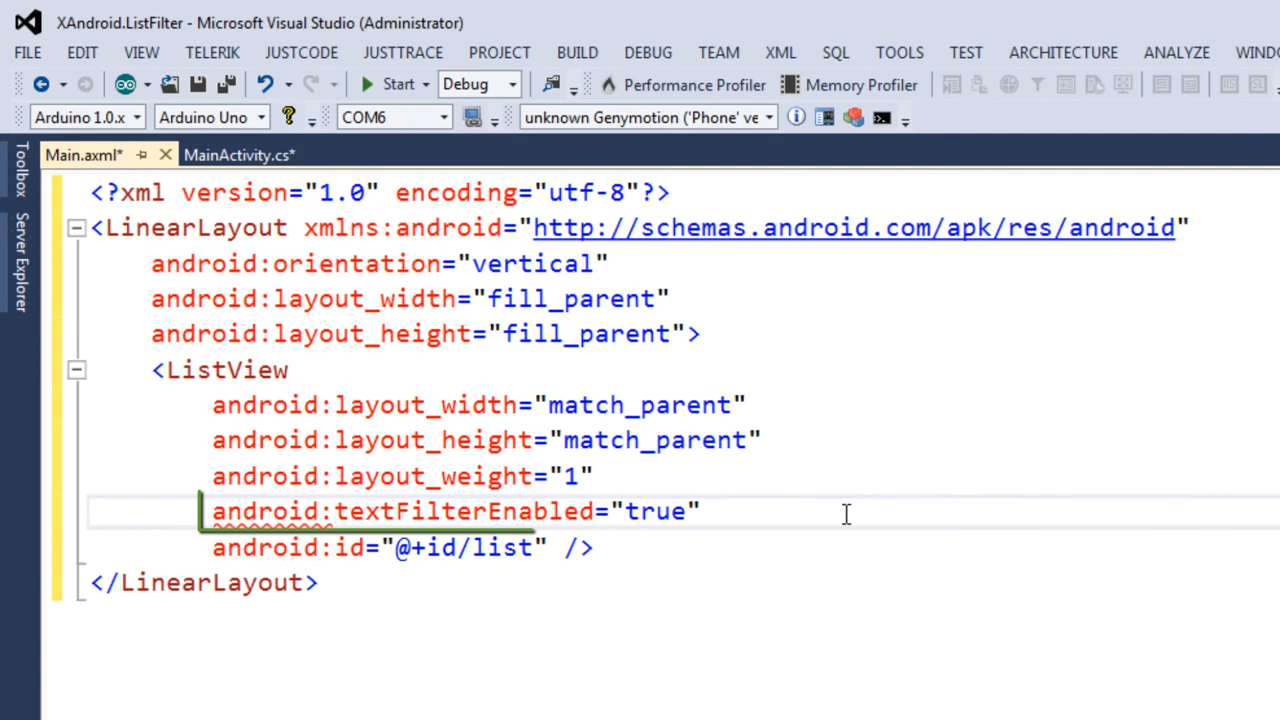 XAndroid.ListFilter - Microsoft Visual Studio (Administrator)
FILE EDIT VIEW TELERIK JUSTCODE JUSTTRACE PROJECT BUILD DEBUG TEAM XML SQL TOOLS TEST ARCHITECTURE ANALYZE WINDO
Start Debug Performance Profiler Memory Profiler
Arduino 1.0.x Arduino Uno ? COM6 unknown Genymotion ('Phone' ve
Toolbox
Server Explorer
Main.axml* MainActivity.cs*
<?xml version="1.0" encoding="utf-8"?>
<LinearLayout xmlns:android="http://schemas.android.com/apk/res/android"
android:orientation="vertical"
android:layout_width="fill_parent"
android:layout_height="fill_parent">
<ListView
android:layout_width="match_parent"
android:layout_height="match_parent"
android:layout_weight="1"
android:textFilterEnabled="true"
android:id="@+id/list" />
</LinearLayout>